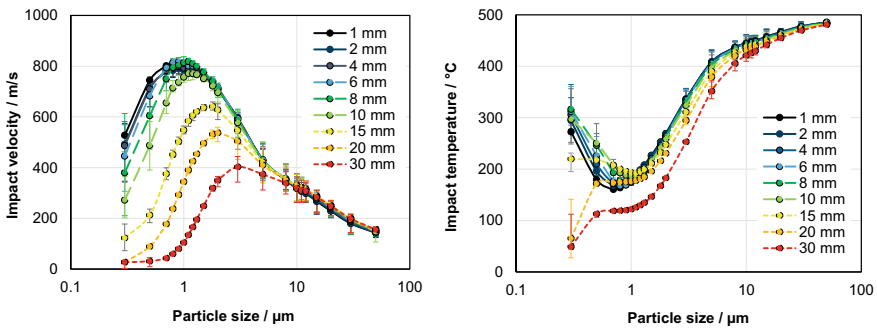 1000
800
600
400
200
0
Impact velocity / m/s
1 mm
2 mm
4 mm
6 mm
8 mm
10 mm
15 mm
20 mm
30 mm
0.1
1
10
100
Particle size / µm
500
400
300
200
100
0
Impact temperature / °C
1 mm
2 mm
4 mm
6 mm
8 mm
10 mm
15 mm
20 mm
30 mm
0.1
1
10
100
Particle size / µm